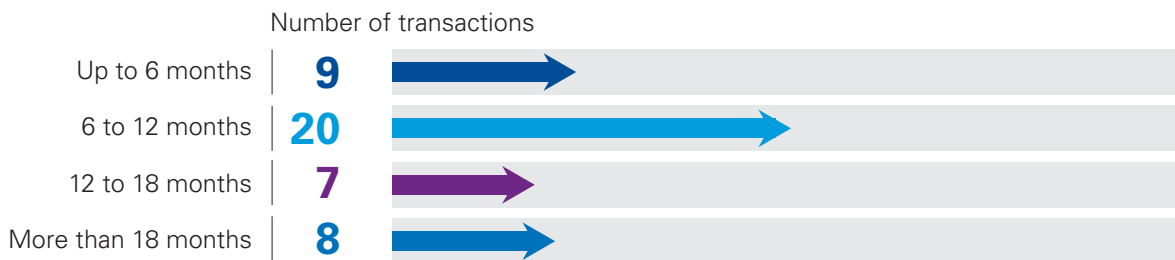 Number of transactions
Up to 6 months 9
6 to 12 months 20
12 to 18 months 7
More than 18 months 8